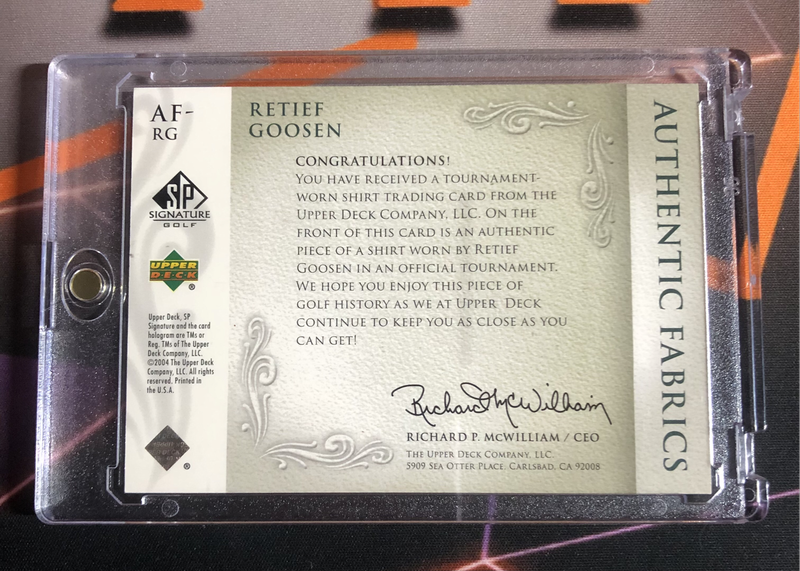 AF-
RG
SP
SIGNATURE
GOLF
UPPER
DECK
®
Upper Deck, SP
Signature and the card
hologram are TMs or
Reg. TMs of The Upper
Deck Company, LLC.
©2004 The Upper Deck
Company, LLC. All rights
reserved. Printed in
the U.S.A.
®
RETIEF
GOOSEN
CONGRATULATIONS!
YOU HAVE RECEIVED A TOURNAMENT-
WORN SHIRT TRADING CARD FROM THE
UPPER DECK COMPANY, LLC. ON THE
FRONT OF THIS CARD IS AN AUTHENTIC
PIECE OF A SHIRT WORN BY RETIEF
GOOSEN IN AN OFFICIAL TOURNAMENT.
WE HOPE YOU ENJOY THIS PIECE OF
GOLF HISTORY AS WE AT UPPER DECK
CONTINUE TO KEEP YOU AS CLOSE AS YOU
CAN GET!
Richard P. McWilliam
RICHARD P. MCWILLIAM / CEO
THE UPPER DECK COMPANY, LLC.
5909 SEA OTTER PLACE, CARLSBAD, CA 92008
AUTHENTIC FABRICS